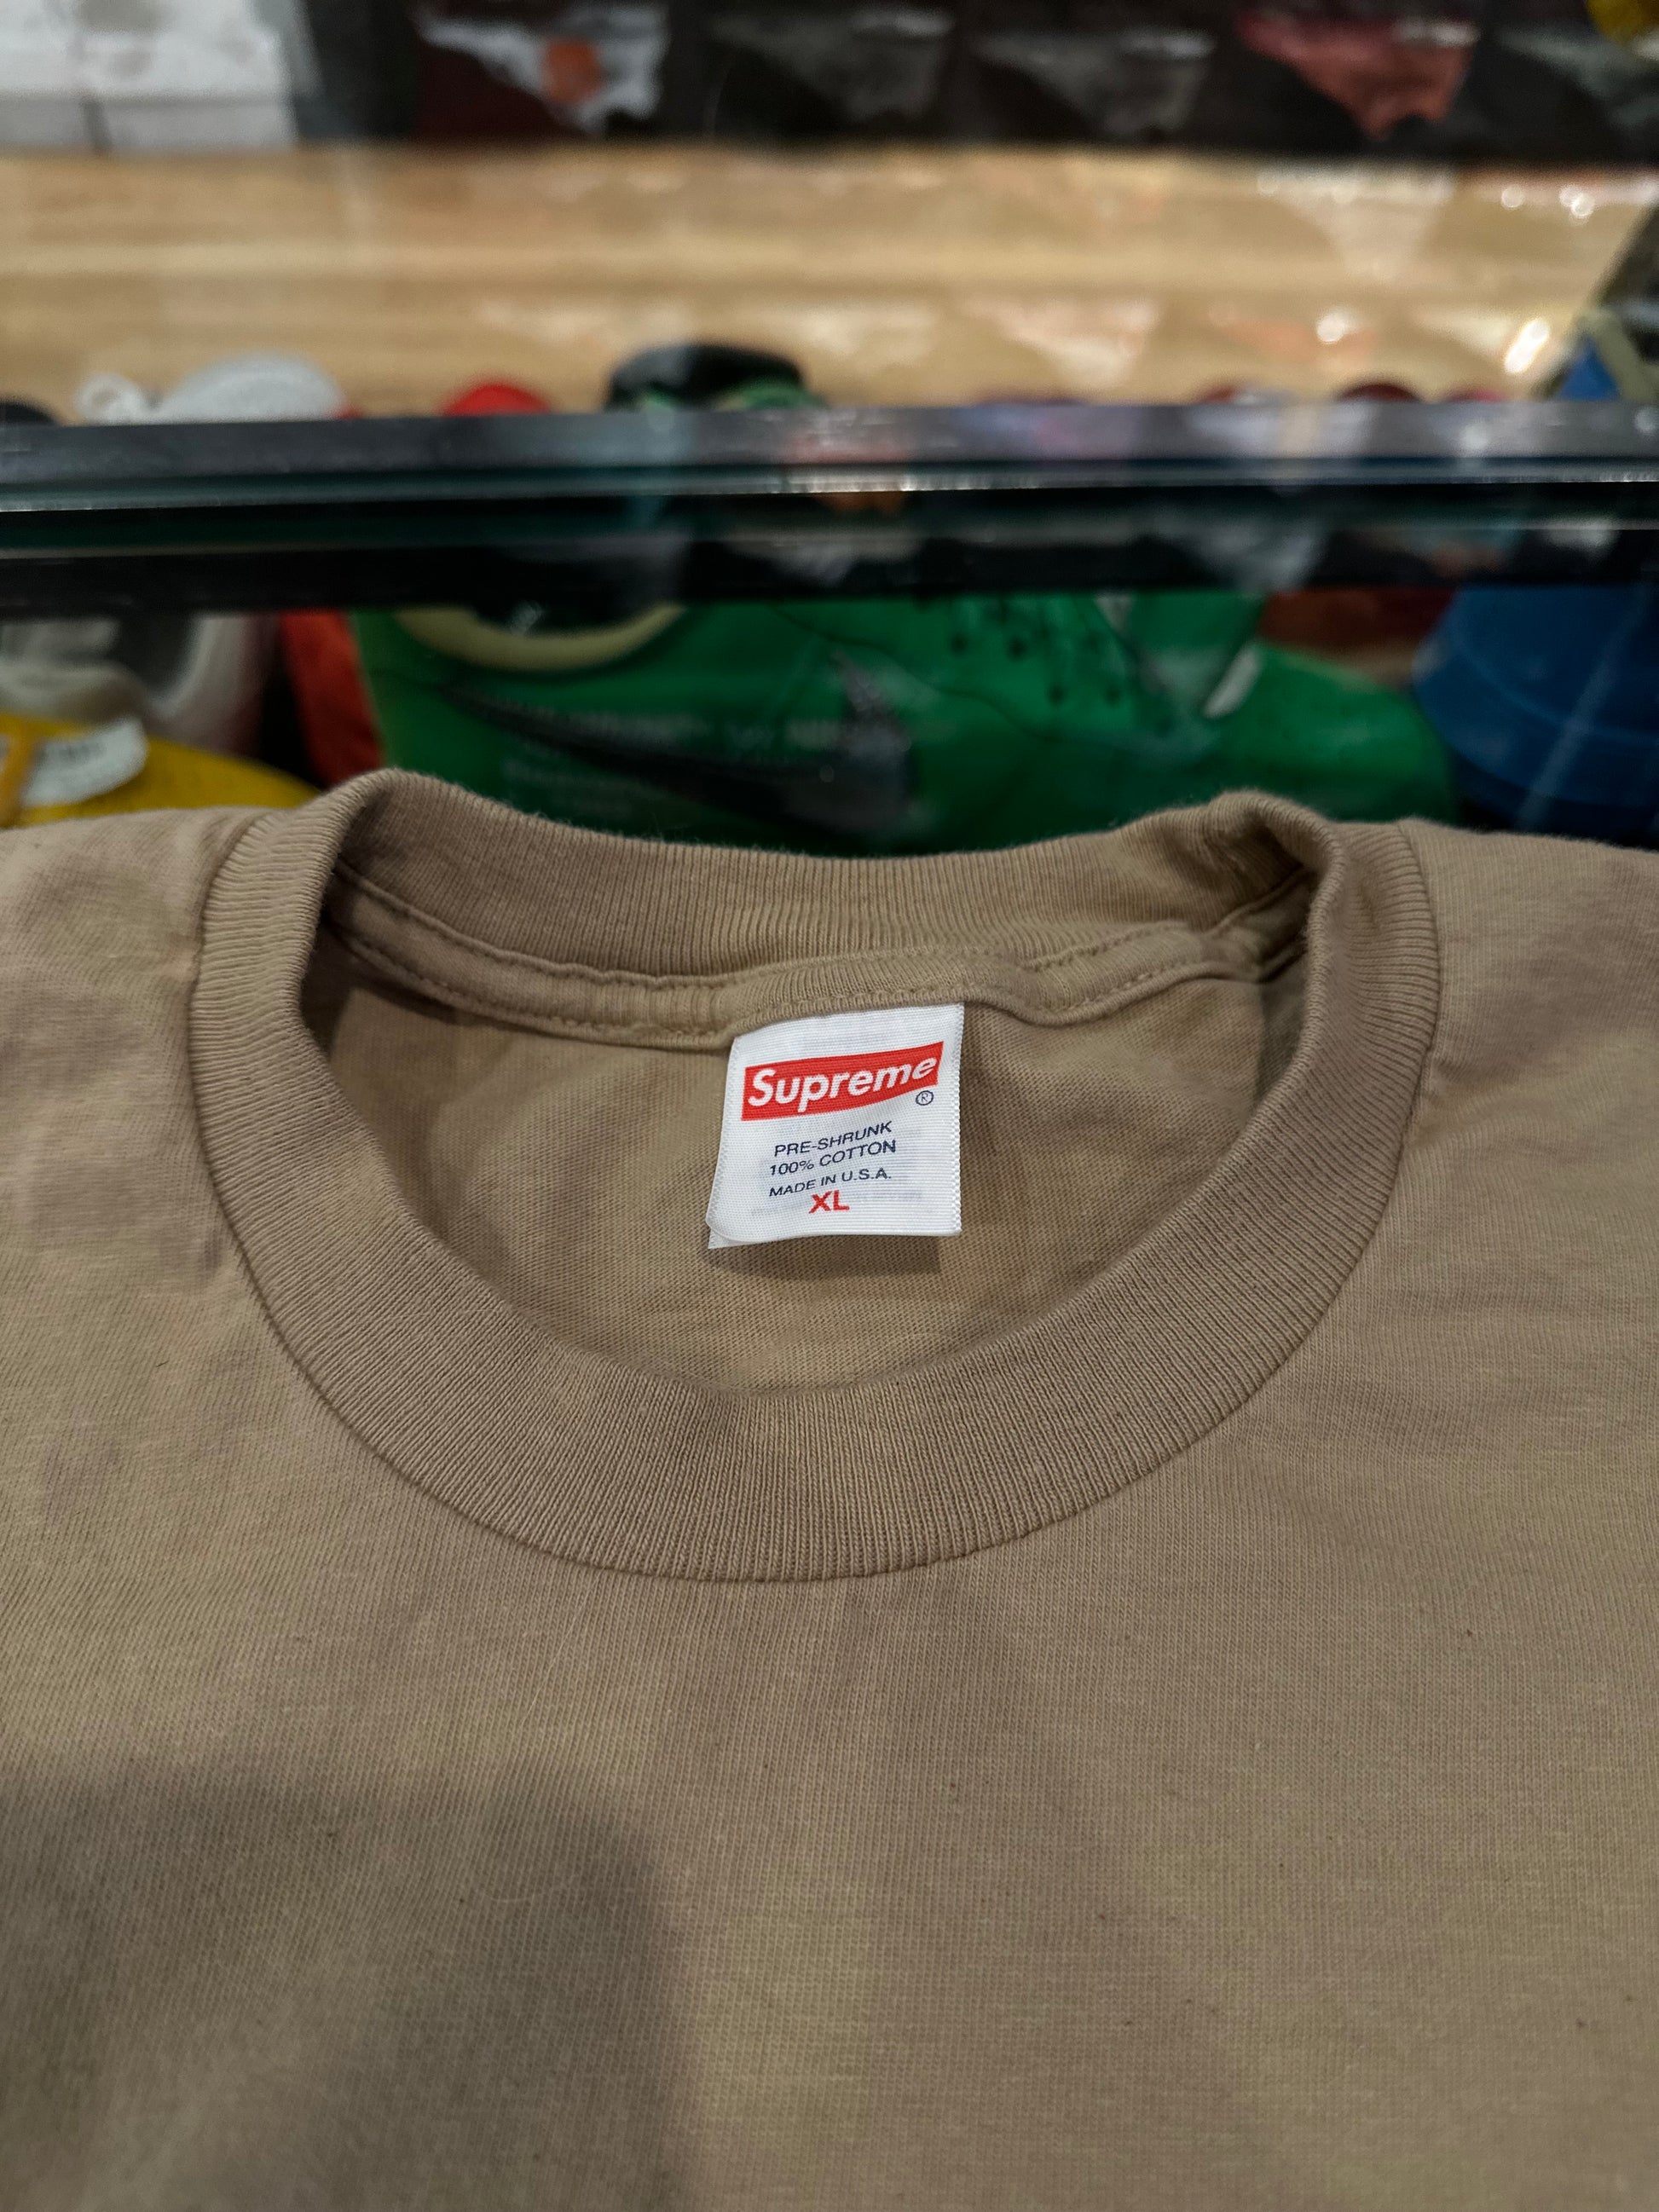 Supreme
®
PRE-SHRUNK
100% COTTON
MADE IN U.S.A.
XL